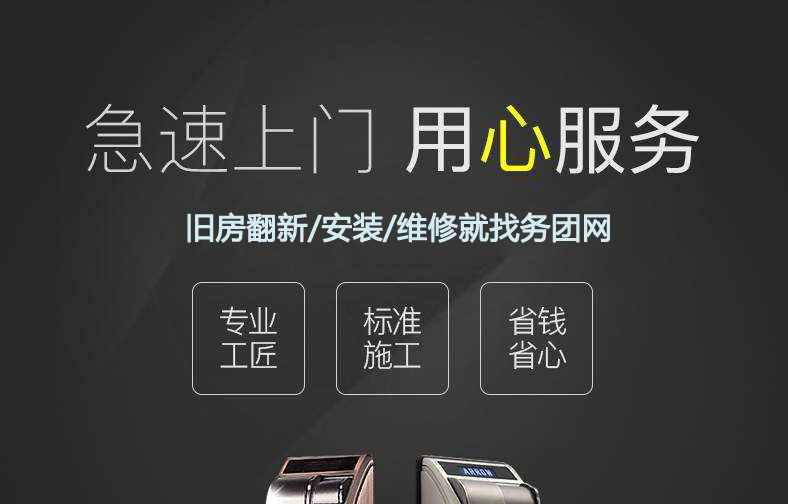 急速上门 用心服务
旧房翻新/安装/维修就找务团网
专业
工匠
标准
施工
省钱
省心
ARROW